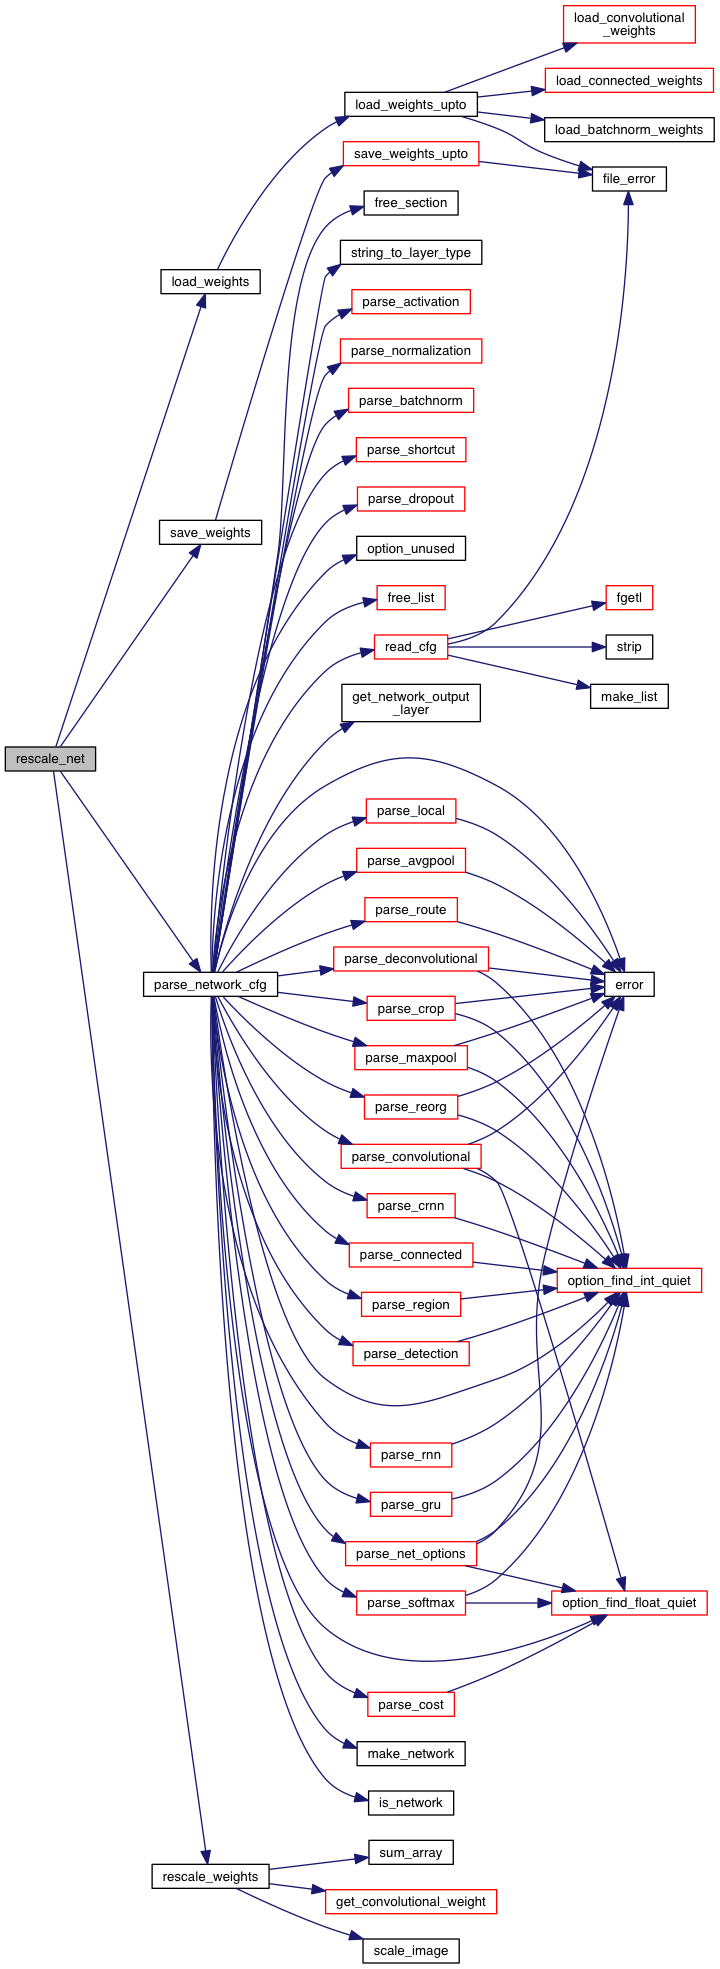 load_convolutional
_weights
load_connected_weights
load_weights_upto
load_batchnorm_weights
save_weights_upto
file_error
free_section
string_to_layer_type
load_weights
parse_activation
parse_normalization
parse_batchnorm
parse_shortcut
parse_dropout
save_weights
option_unused
free_list
fgetl
read_cfg
strip
get_network_output
_layer
make_list
rescale_net
parse_local
parse_avgpool
parse_route
parse_deconvolutional
parse_network_cfg
error
parse_crop
parse_maxpool
parse_reorg
parse_convolutional
parse_crnn
parse_connected
option_find_int_quiet
parse_region
parse_detection
parse_rnn
parse_gru
parse_net_options
parse_softmax
option_find_float_quiet
parse_cost
make_network
is_network
sum_array
rescale_weights
get_convolutional_weight
scale_image